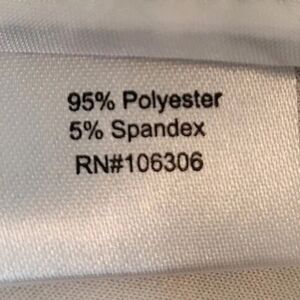 95% Polyester
5% Spandex
RN#106306